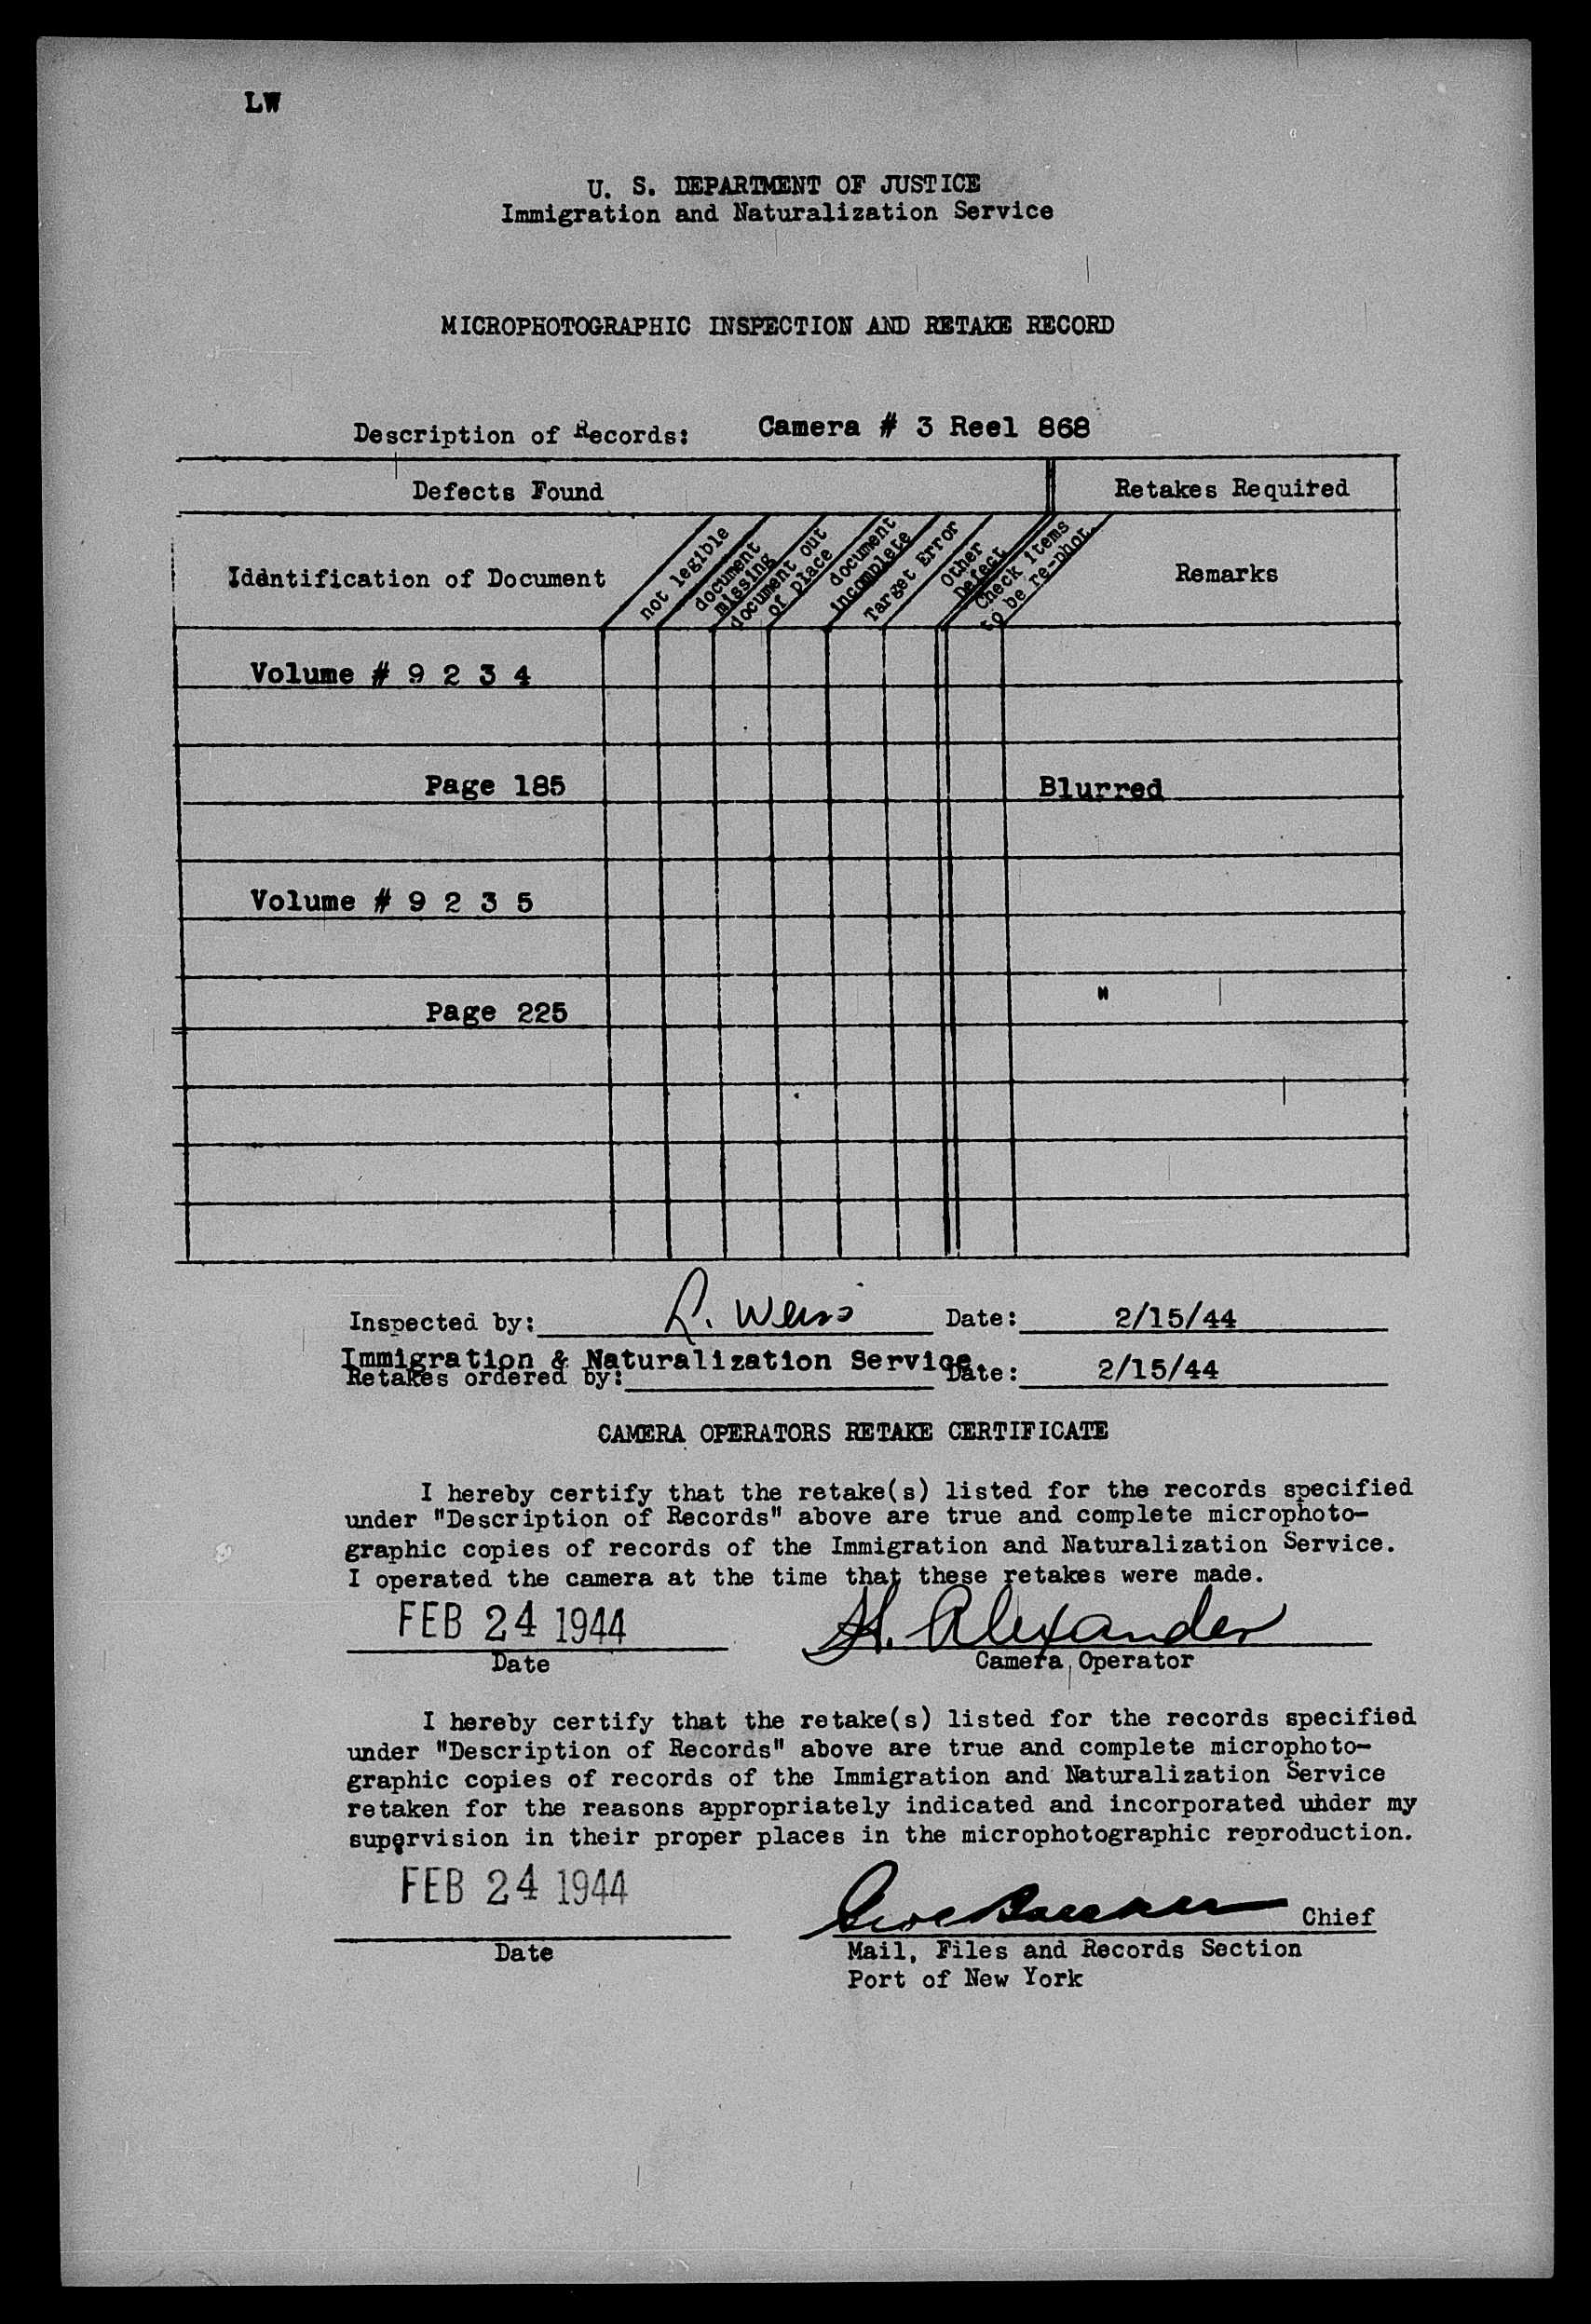 LW
U. S. DEPARTMENT OF JUSTICE
Immigration and Naturalization Service
MICROPHOTOGRAPHIC INSPECTION AND RETAKE RECORD
Description of Records: Camera # 3 Reel 868
Defects Found Retakes Required
Identification of Document
not legible
document missing
document out of place
document incomplete
Target Error
Other Defect
Check items to be re-phot.
Remarks
Volume # 9 2 3 4
Page 185 Blurred
Volume # 9 2 3 5
Page 225 "
Inspected by: L. Weiss Date: 2/15/44
Immigration & Naturalization Service.
Retakes ordered by: Date: 2/15/44
CAMERA OPERATORS RETAKE CERTIFICATE
I hereby certify that the retake(s) listed for the records specified
under "Description of Records" above are true and complete microphoto-
graphic copies of records of the Immigration and Naturalization Service.
I operated the camera at the time that these retakes were made.
FEB 24 1944 H. Alexander
Date Camera Operator
I hereby certify that the retake(s) listed for the records specified
under "Description of Records" above are true and complete microphoto-
graphic copies of records of the Immigration and Naturalization Service
retaken for the reasons appropriately indicated and incorporated under my
supervision in their proper places in the microphotographic reproduction.
FEB 24 1944
Chief
Date Mail, Files and Records Section
Port of New York